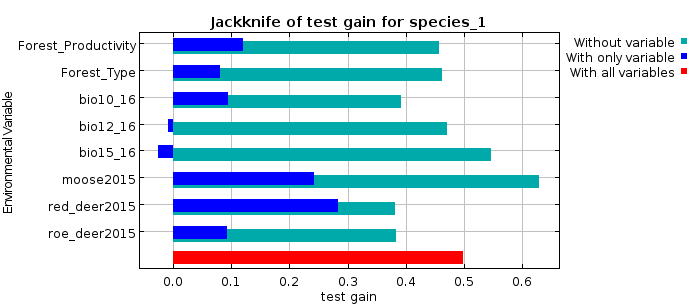 Jackknife of test gain for species_1
Without variable
With only variable
With all variables
Environmental Variable
Forest_Productivity
Forest_Type
bio10_16
bio12_16
bio15_16
moose2015
red_deer2015
roe_deer2015
0.0 0.1 0.2 0.3 0.4 0.5 0.6
test gain